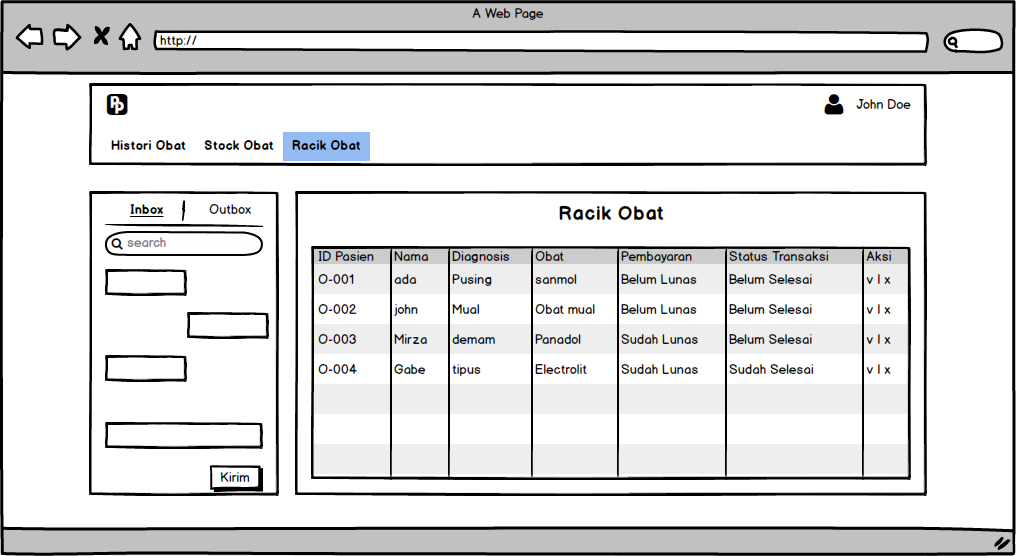 A Web Page
http://
John Doe
Histori Obat Stock Obat Racik Obat
Inbox Outbox
search
Kirim
Racik Obat
ID Pasien Nama Diagnosis Obat Pembayaran Status Transaksi Aksi
O-001 ada Pusing sanmol Belum Lunas Belum Selesai v | x
O-002 john Mual Obat mual Belum Lunas Belum Selesai v | x
O-003 Mirza demam Panadol Sudah Lunas Belum Selesai v | x
O-004 Gabe tipus Electrolit Sudah Lunas Sudah Selesai v | x